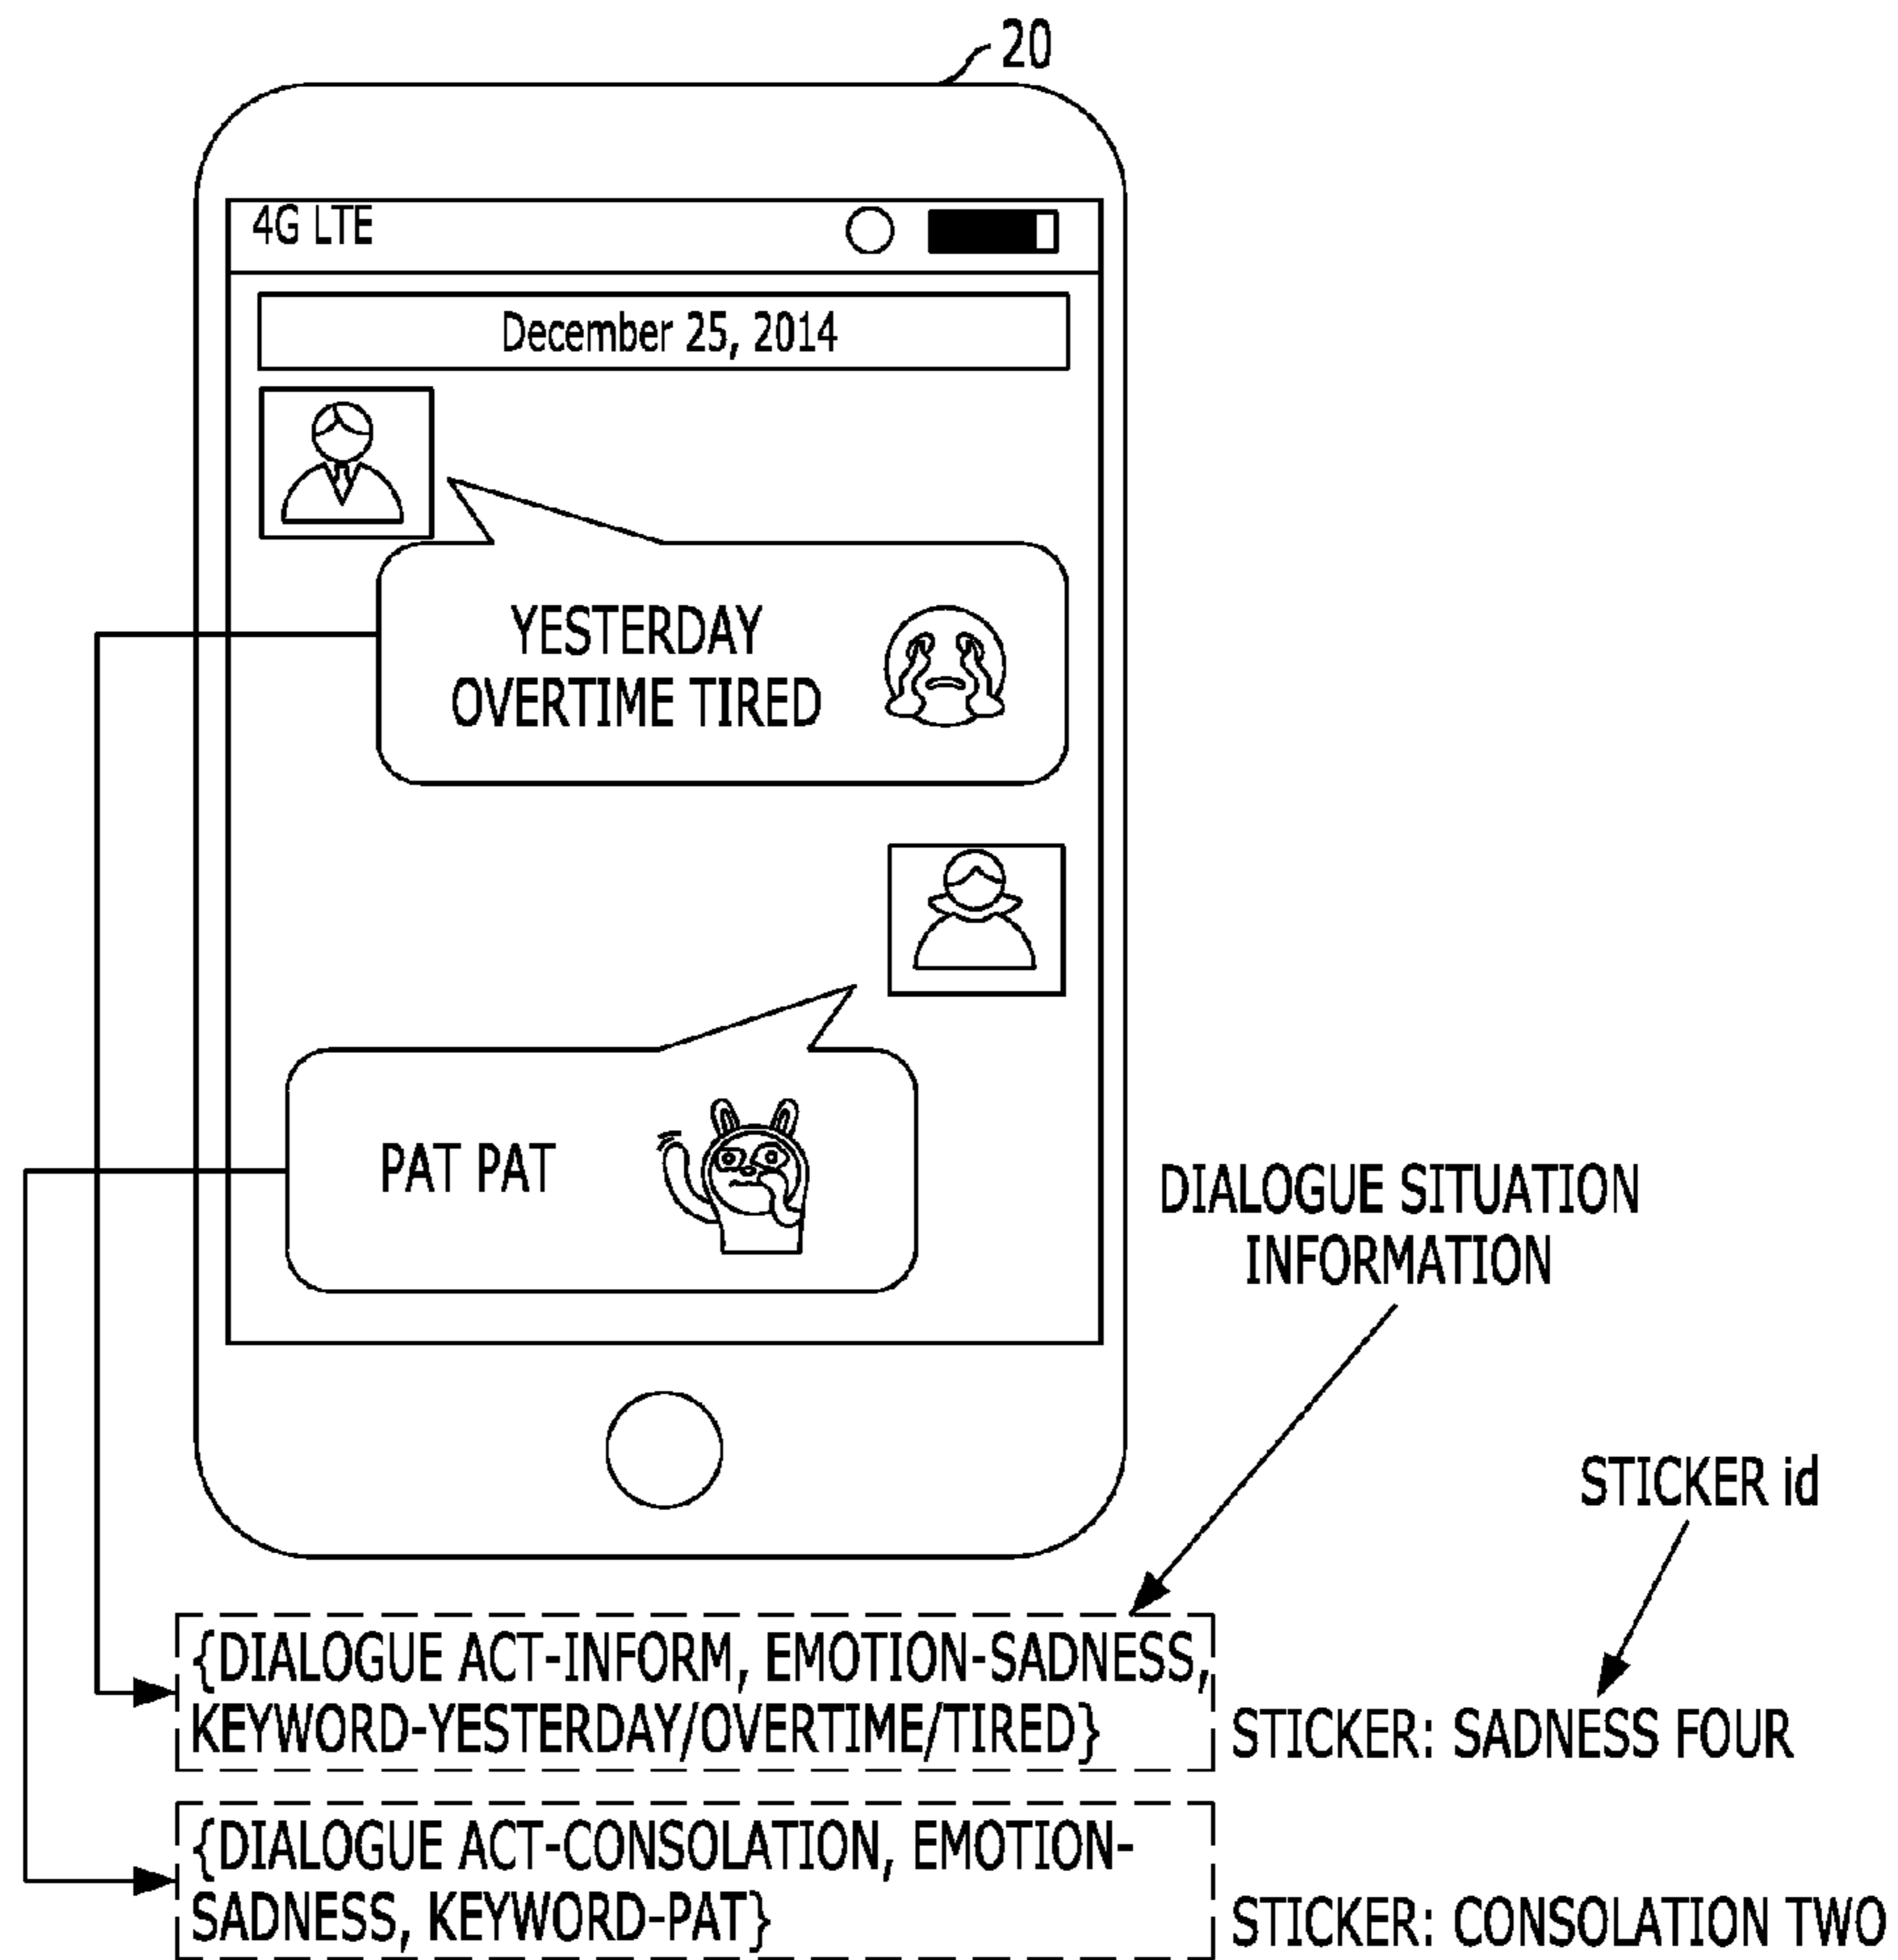 20
4G LTE
December 25, 2014
YESTERDAY
OVERTIME TIRED
PAT PAT
DIALOGUE SITUATION
INFORMATION
STICKER id
{DIALOGUE ACT-INFORM, EMOTION-SADNESS,
KEYWORD-YESTERDAY/OVERTIME/TIRED}
STICKER: SADNESS FOUR
{DIALOGUE ACT-CONSOLATION, EMOTION-
SADNESS, KEYWORD-PAT}
STICKER: CONSOLATION TWO